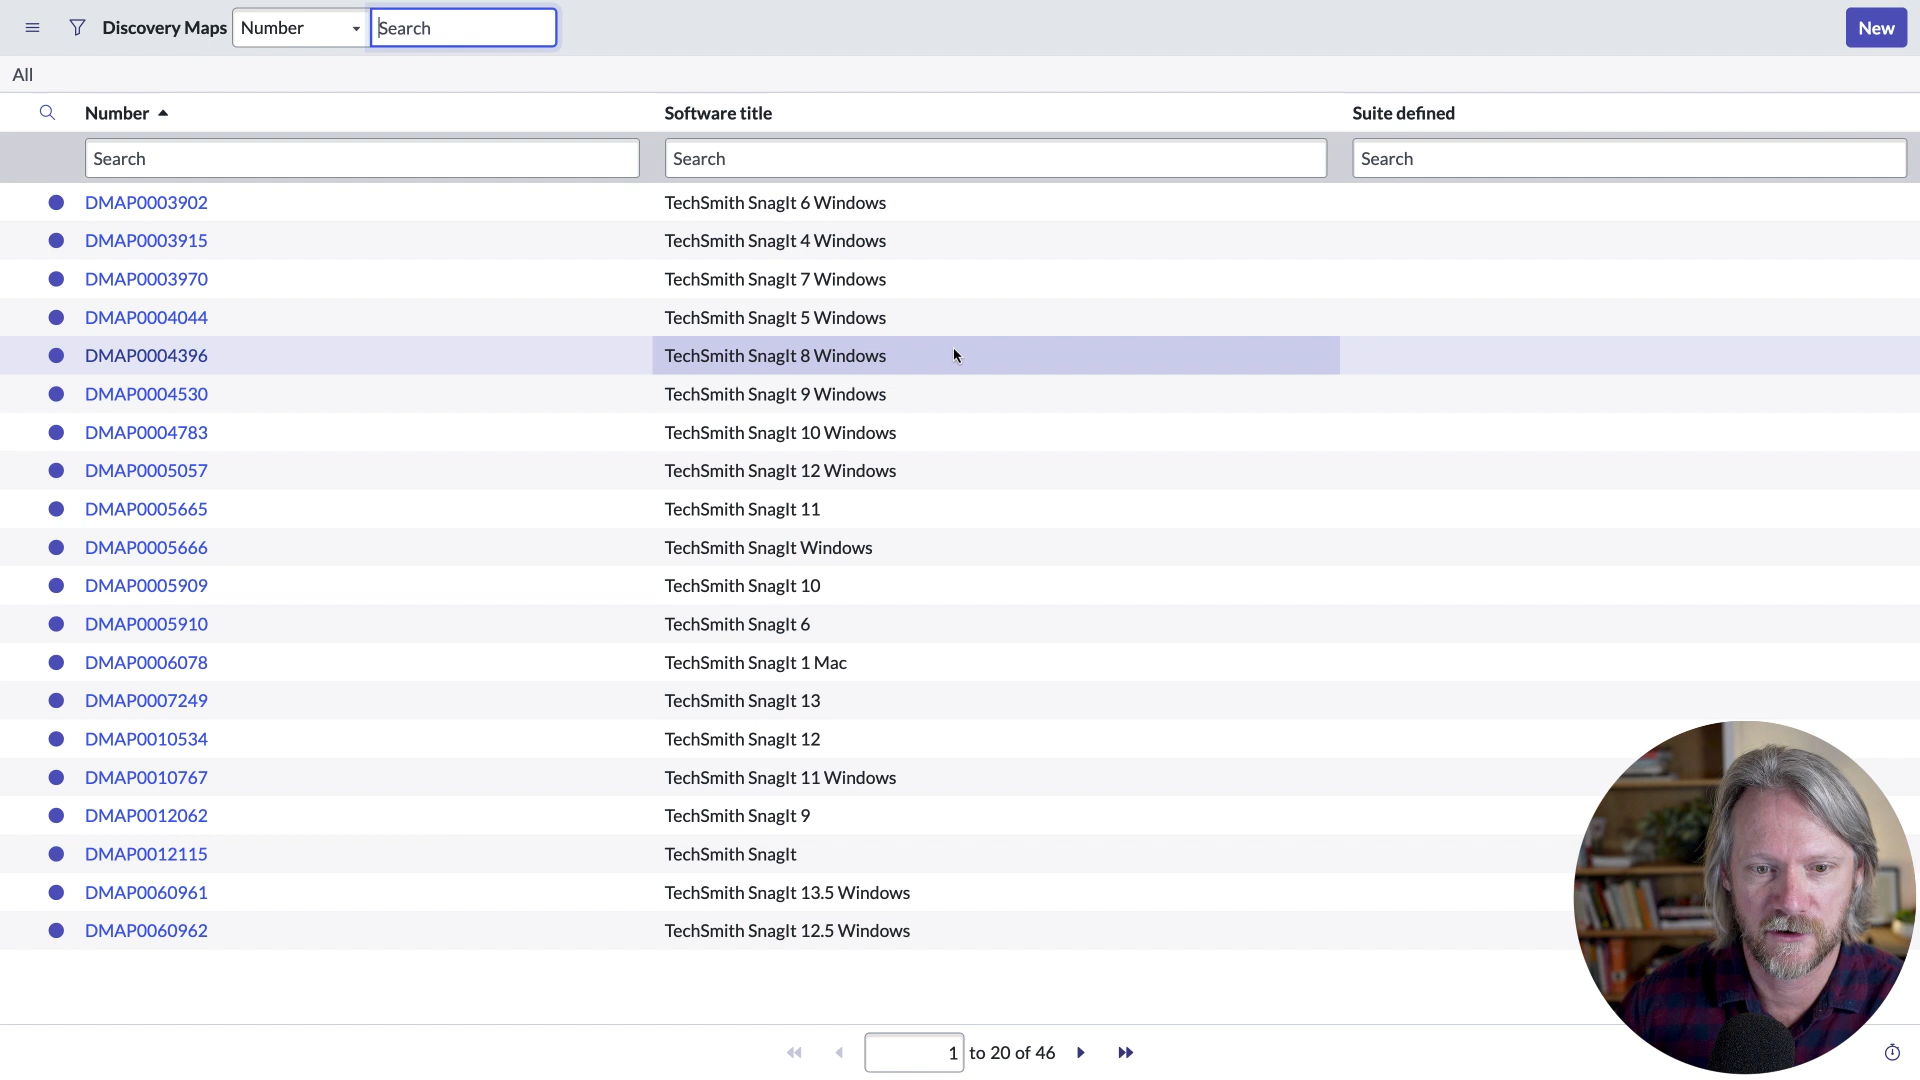 Discovery Maps Number Search New
All
Number Software title Suite defined
Search Search Search
DMAP0003902 TechSmith SnagIt 6 Windows
DMAP0003915 TechSmith SnagIt 4 Windows
DMAP0003970 TechSmith SnagIt 7 Windows
DMAP0004044 TechSmith SnagIt 5 Windows
DMAP0004396 TechSmith SnagIt 8 Windows
DMAP0004530 TechSmith SnagIt 9 Windows
DMAP0004783 TechSmith SnagIt 10 Windows
DMAP0005057 TechSmith SnagIt 12 Windows
DMAP0005665 TechSmith SnagIt 11
DMAP0005666 TechSmith SnagIt Windows
DMAP0005909 TechSmith SnagIt 10
DMAP0005910 TechSmith SnagIt 6
DMAP0006078 TechSmith SnagIt 1 Mac
DMAP0007249 TechSmith SnagIt 13
DMAP0010534 TechSmith SnagIt 12
DMAP0010767 TechSmith SnagIt 11 Windows
DMAP0012062 TechSmith SnagIt 9
DMAP0012115 TechSmith SnagIt
DMAP0060961 TechSmith SnagIt 13.5 Windows
DMAP0060962 TechSmith SnagIt 12.5 Windows
1 to 20 of 46